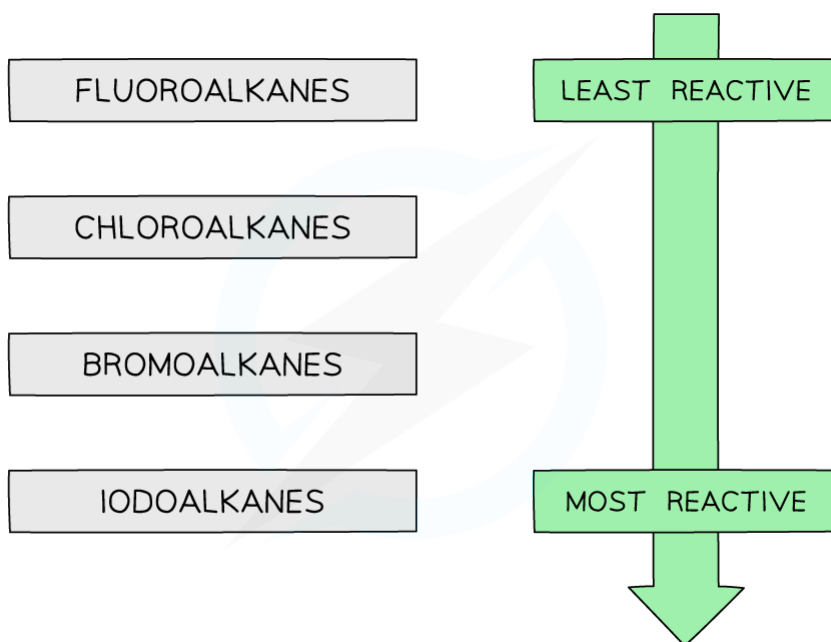 FLUOROALKANES
LEAST REACTIVE
CHLOROALKANES
BROMOALKANES
IODOALKANES
MOST REACTIVE